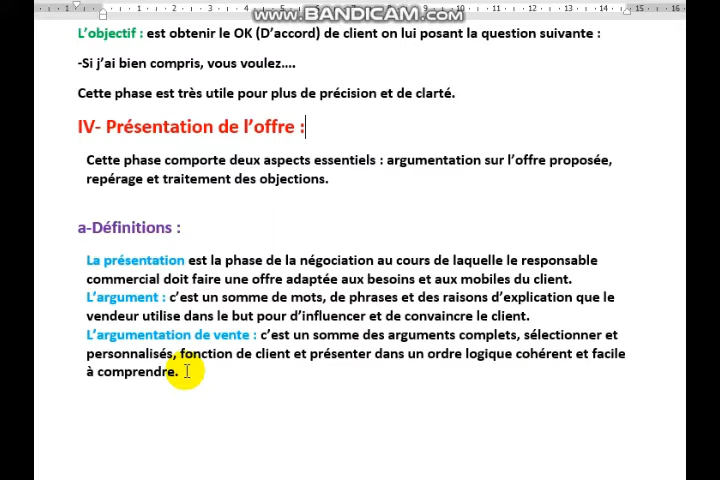 www.BANDICAM.com
L’objectif : est obtenir le OK (D’accord) de client on lui posant la question suivante :
-Si j’ai bien compris, vous voulez….
Cette phase est très utile pour plus de précision et de clarté.
IV- Présentation de l’offre :
Cette phase comporte deux aspects essentiels : argumentation sur l’offre proposée,
repérage et traitement des objections.
a-Définitions :
La présentation est la phase de la négociation au cours de laquelle le responsable
commercial doit faire une offre adaptée aux besoins et aux mobiles du client.
L’argument : c’est un somme de mots, de phrases et des raisons d’explication que le
vendeur utilise dans le but pour d’influencer et de convaincre le client.
L’argumentation de vente : c’est un somme des arguments complets, sélectionner et
personnalisés, fonction de client et présenter dans un ordre logique cohérent et facile
à comprendre.